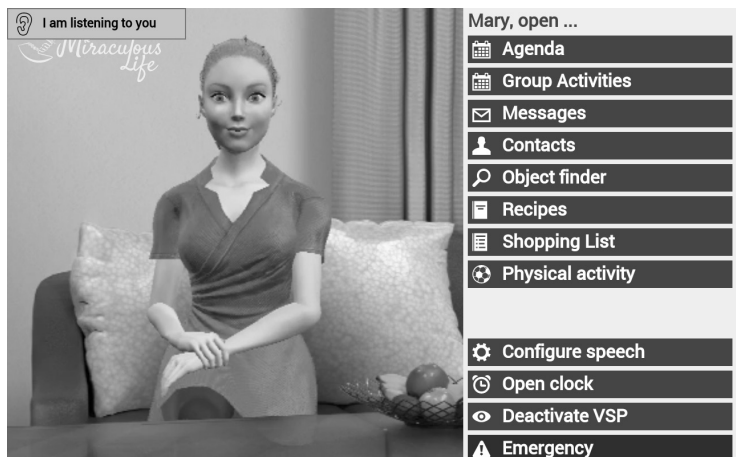 I am listening to you
Miraculous
Life
Mary, open ...
Agenda
Group Activities
Messages
Contacts
Object finder
Recipes
Shopping List
Physical activity
Configure speech
Open clock
Deactivate VSP
Emergency